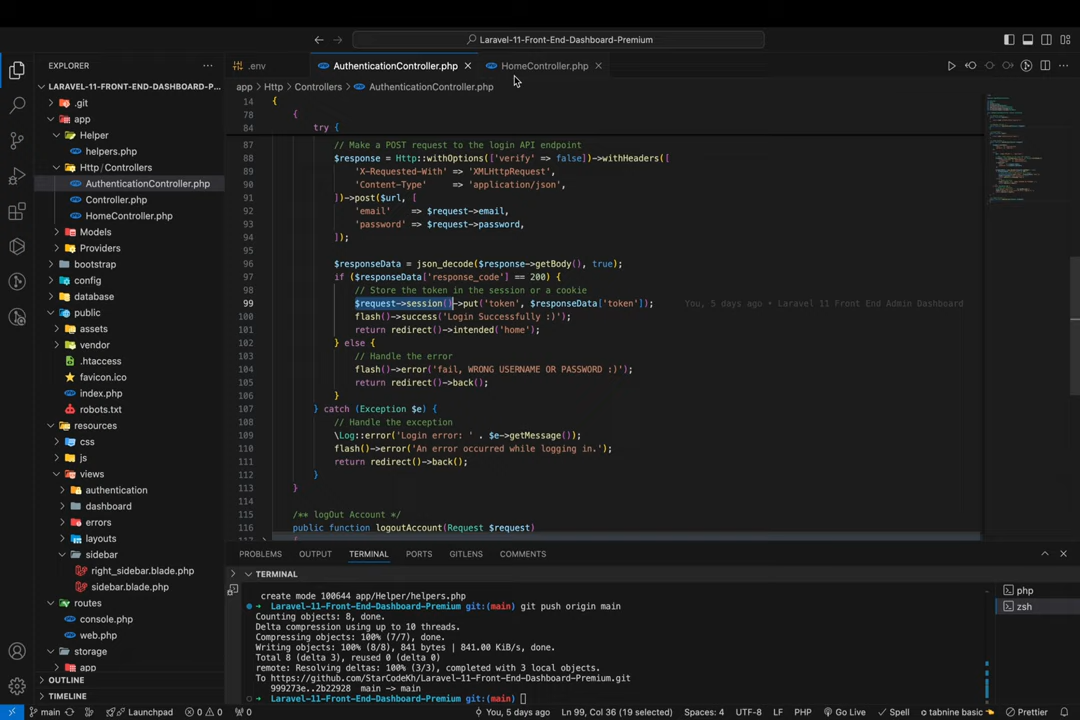 Laravel-11-Front-End-Dashboard-Premium
EXPLORER
LARAVEL-11-FRONT-END-DASHBOARD-P...
.git
app
Helper
helpers.php
Http / Controllers
AuthenticationController.php
Controller.php
HomeController.php
Models
Providers
bootstrap
config
database
public
assets
vendor
.htaccess
favicon.ico
index.php
robots.txt
resources
css
js
views
authentication
dashboard
errors
layouts
sidebar
right_sidebar.blade.php
sidebar.blade.php
routes
console.php
web.php
storage
app
OUTLINE
TIMELINE
.env
AuthenticationController.php
HomeController.php
app > Http > Controllers > AuthenticationController.php
14 {
78 {
84 try {
87 // Make a POST request to the login API endpoint
88 $response = Http::withOptions(['verify' => false])->withHeaders([
89 'X-Requested-With' => 'XMLHttpRequest',
90 'Content-Type' => 'application/json',
91 ])->post($url, [
92 'email' => $request->email,
93 'password' => $request->password,
94 ]);
95
96 $responseData = json_decode($response->getBody(), true);
97 if ($responseData['response_code'] == 200) {
98 // Store the token in the session or a cookie
99 $request->session()->put('token', $responseData['token']); You, 5 days ago • Laravel 11 Front End Admin Dashboard
100 flash()->success('Login Successfully :)');
101 return redirect()->intended('home');
102 } else {
103 // Handle the error
104 flash()->error('fail, WRONG USERNAME OR PASSWORD :)');
105 return redirect()->back();
106 }
107 } catch (Exception $e) {
108 // Handle the exception
109 \Log::error('Login error: ' . $e->getMessage());
110 flash()->error('An error occurred while logging in.');
111 return redirect()->back();
112 }
113 }
114
115 /** logOut Account */
116 public function logoutAccount(Request $request)
PROBLEMS OUTPUT TERMINAL PORTS GITLENS COMMENTS
TERMINAL
create mode 100644 app/Helper/helpers.php
➜ Laravel-11-Front-End-Dashboard-Premium git:(main) git push origin main
Counting objects: 8, done.
Delta compression using up to 10 threads.
Compressing objects: 100% (7/7), done.
Writing objects: 100% (8/8), 841 bytes | 841.00 KiB/s, done.
Total 8 (delta 3), reused 0 (delta 0)
remote: Resolving deltas: 100% (3/3), completed with 3 local objects.
To https://github.com/StarCodeKh/Laravel-11-Front-End-Dashboard-Premium.git
999273e..2b22928 main -> main
➜ Laravel-11-Front-End-Dashboard-Premium git:(main)
php
zsh
main Launchpad 0 0 0 You, 5 days ago Ln 99, Col 36 (19 selected) Spaces: 4 UTF-8 LF PHP Go Live Spell tabnine basic Prettier